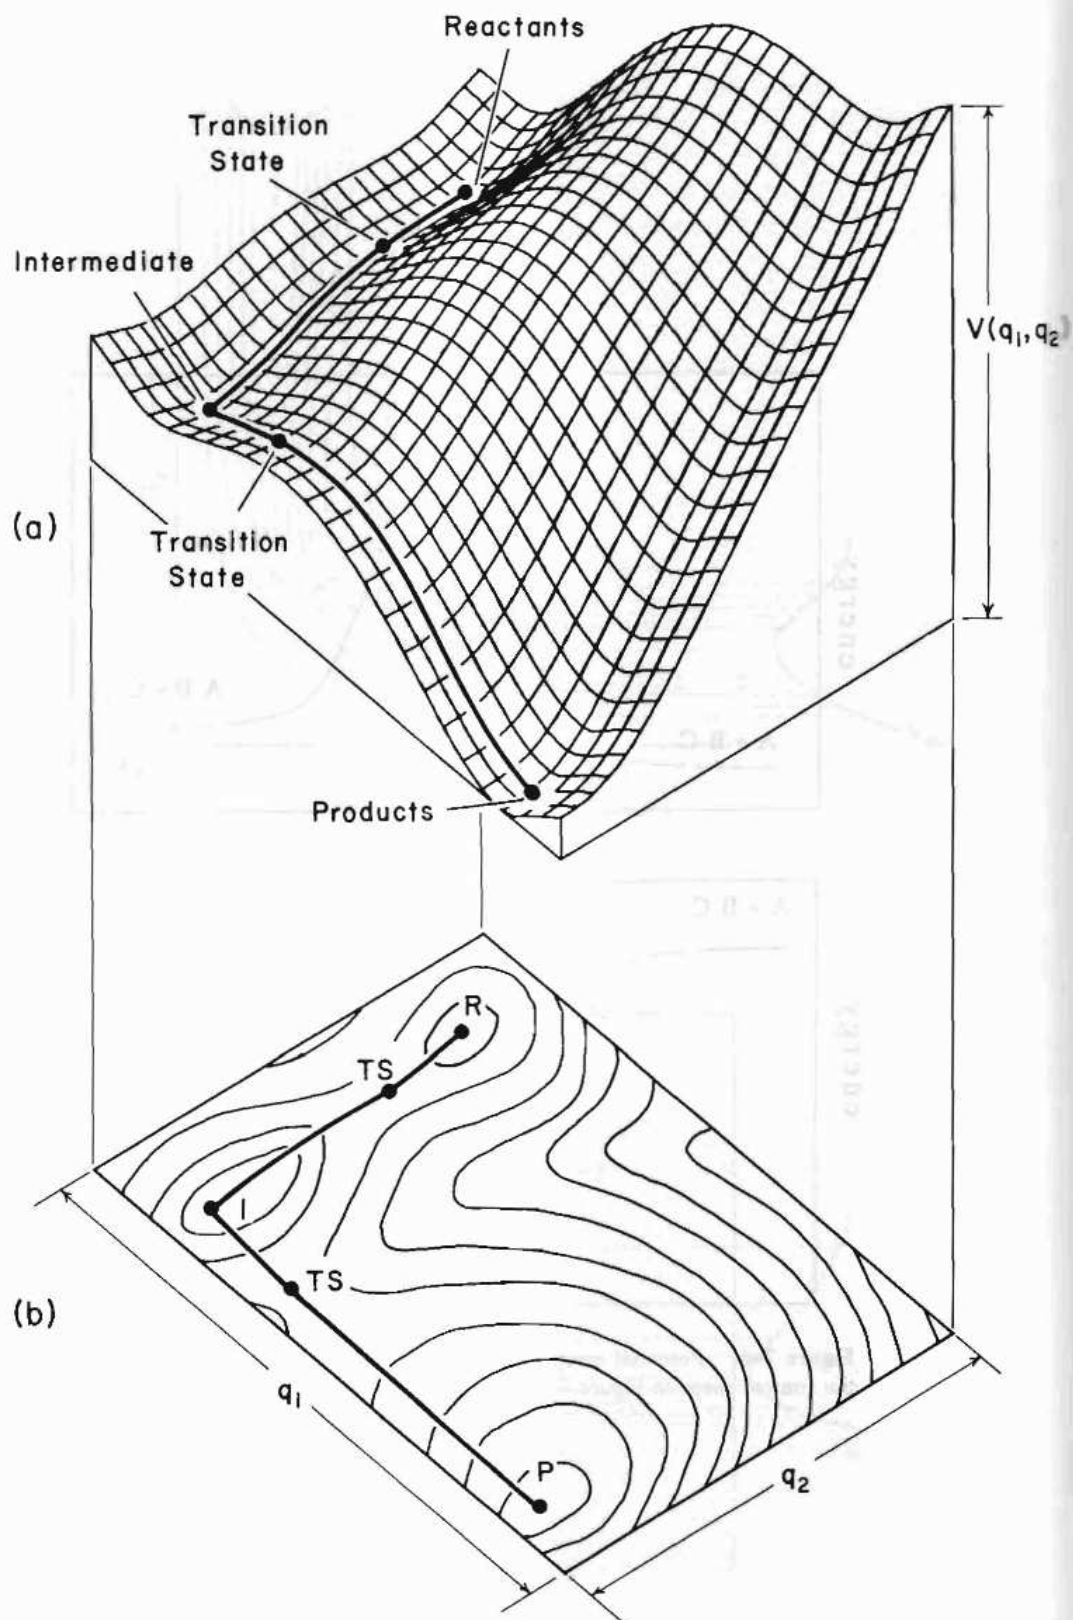 Reactants
Transition
State
Intermediate
V(q₁,q₂)
(a)
Transition
State
Products
R
TS
I
TS
(b)
q₁
P
q₂